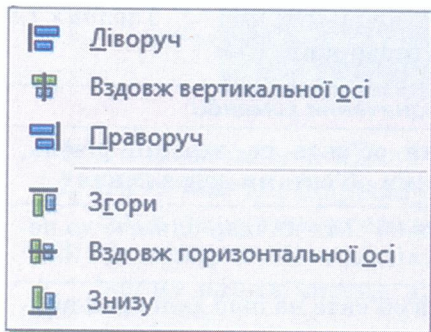 Ліворуч
Вздовж вертикальної осі
Праворуч
Згори
Вздовж горизонтальної осі
Знизу